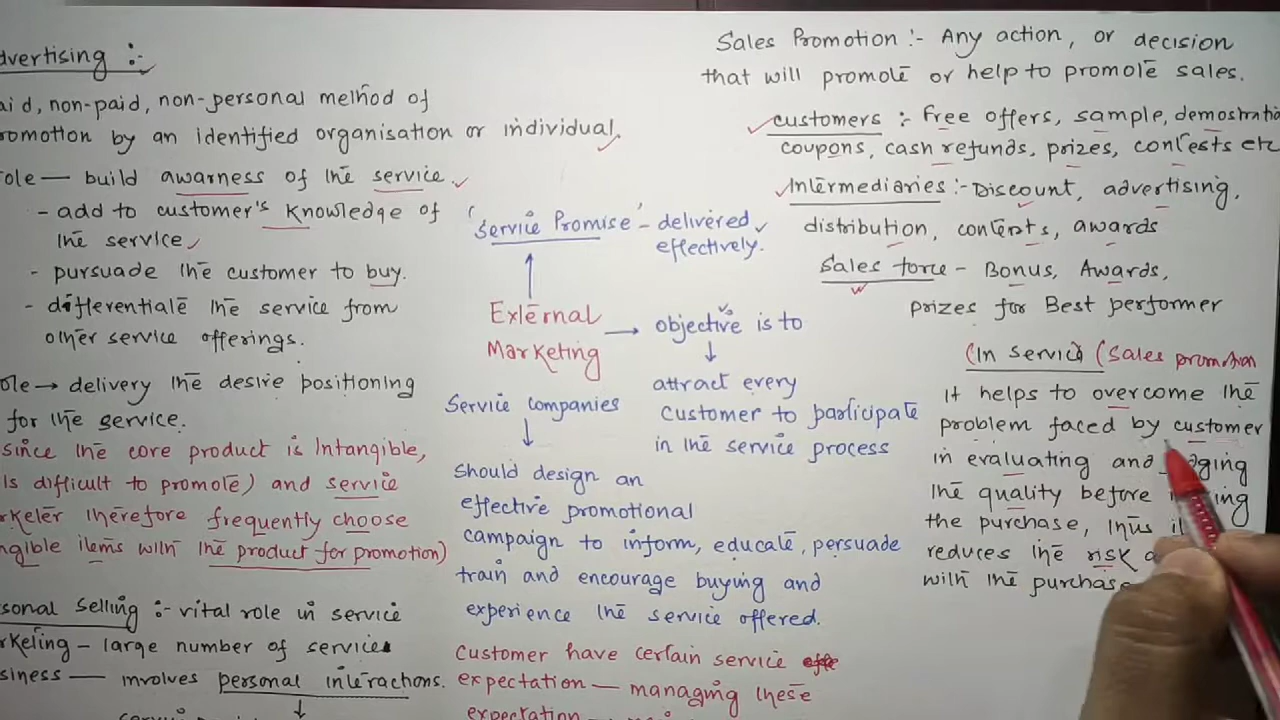 dvertising :-
aid, non-paid, non-personal method of
romotion by an identified organisation or individual.
ole — build awarness of the service
- add to customer's knowledge of
the service
- pursuade the customer to buy.
- differentiate the service from
other service offerings.
ole → delivery the desire positioning
for the service.
since the core product is Intangible,
is difficult to promote) and service
rketer therefore frequently choose
ngible items with the product for promotion)
sonal selling :- vital role in service
rketing - large number of services
siness — involves personal interactions.
'Service Promise' - delivered
effectively.
External
Marketing → objective is to
attract every
customer to participate
in the service process
Service companies
should design an
effective promotional
campaign to inform, educate, persuade
train and encourage buying and
experience the service offered.
Customer have certain service
expectation — managing these
expectation
Sales Promotion :- Any action, or decision
that will promote or help to promote sales.
customers :- Free offers, sample, demostratio
coupons, cash refunds, prizes, contests etc
Intermediaries :- Discount, advertising,
distribution, contents, awards
Sales force - Bonus, Awards,
prizes for Best performer
(In service (Sales promotion
it helps to overcome the
problem faced by customer
in evaluating and
the quality before
the purchase, thus
reduces the risk
with the purchase